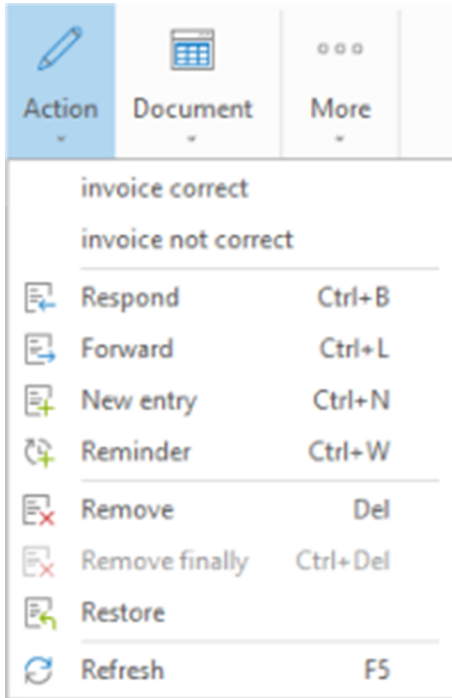 Action Document More
invoice correct
invoice not correct
Respond Ctrl+B
Forward Ctrl+L
New entry Ctrl+N
Reminder Ctrl+W
Remove Del
Remove finally Ctrl+Del
Restore
Refresh F5